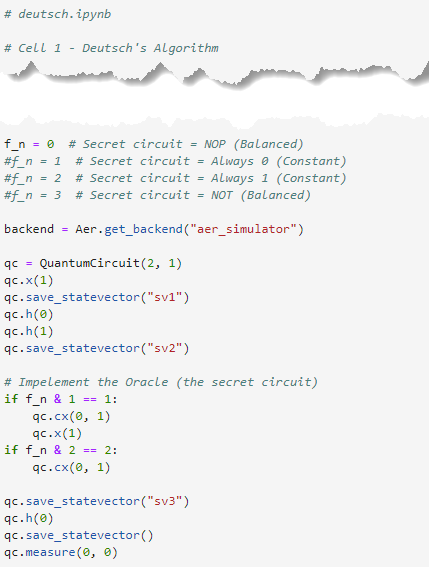 # deutsch.ipynb
# Cell 1 - Deutsch's Algorithm
f_n = 0  # Secret circuit = NOP (Balanced)
#f_n = 1  # Secret circuit = Always 0 (Constant)
#f_n = 2  # Secret circuit = Always 1 (Constant)
#f_n = 3  # Secret circuit = NOT (Balanced)
backend = Aer.get_backend("aer_simulator")
qc = QuantumCircuit(2, 1)
qc.x(1)
qc.save_statevector("sv1")
qc.h(0)
qc.h(1)
qc.save_statevector("sv2")
# Impelement the Oracle (the secret circuit)
if f_n & 1 == 1:
    qc.cx(0, 1)
    qc.x(1)
if f_n & 2 == 2:
    qc.cx(0, 1)
qc.save_statevector("sv3")
qc.h(0)
qc.save_statevector()
qc.measure(0, 0)